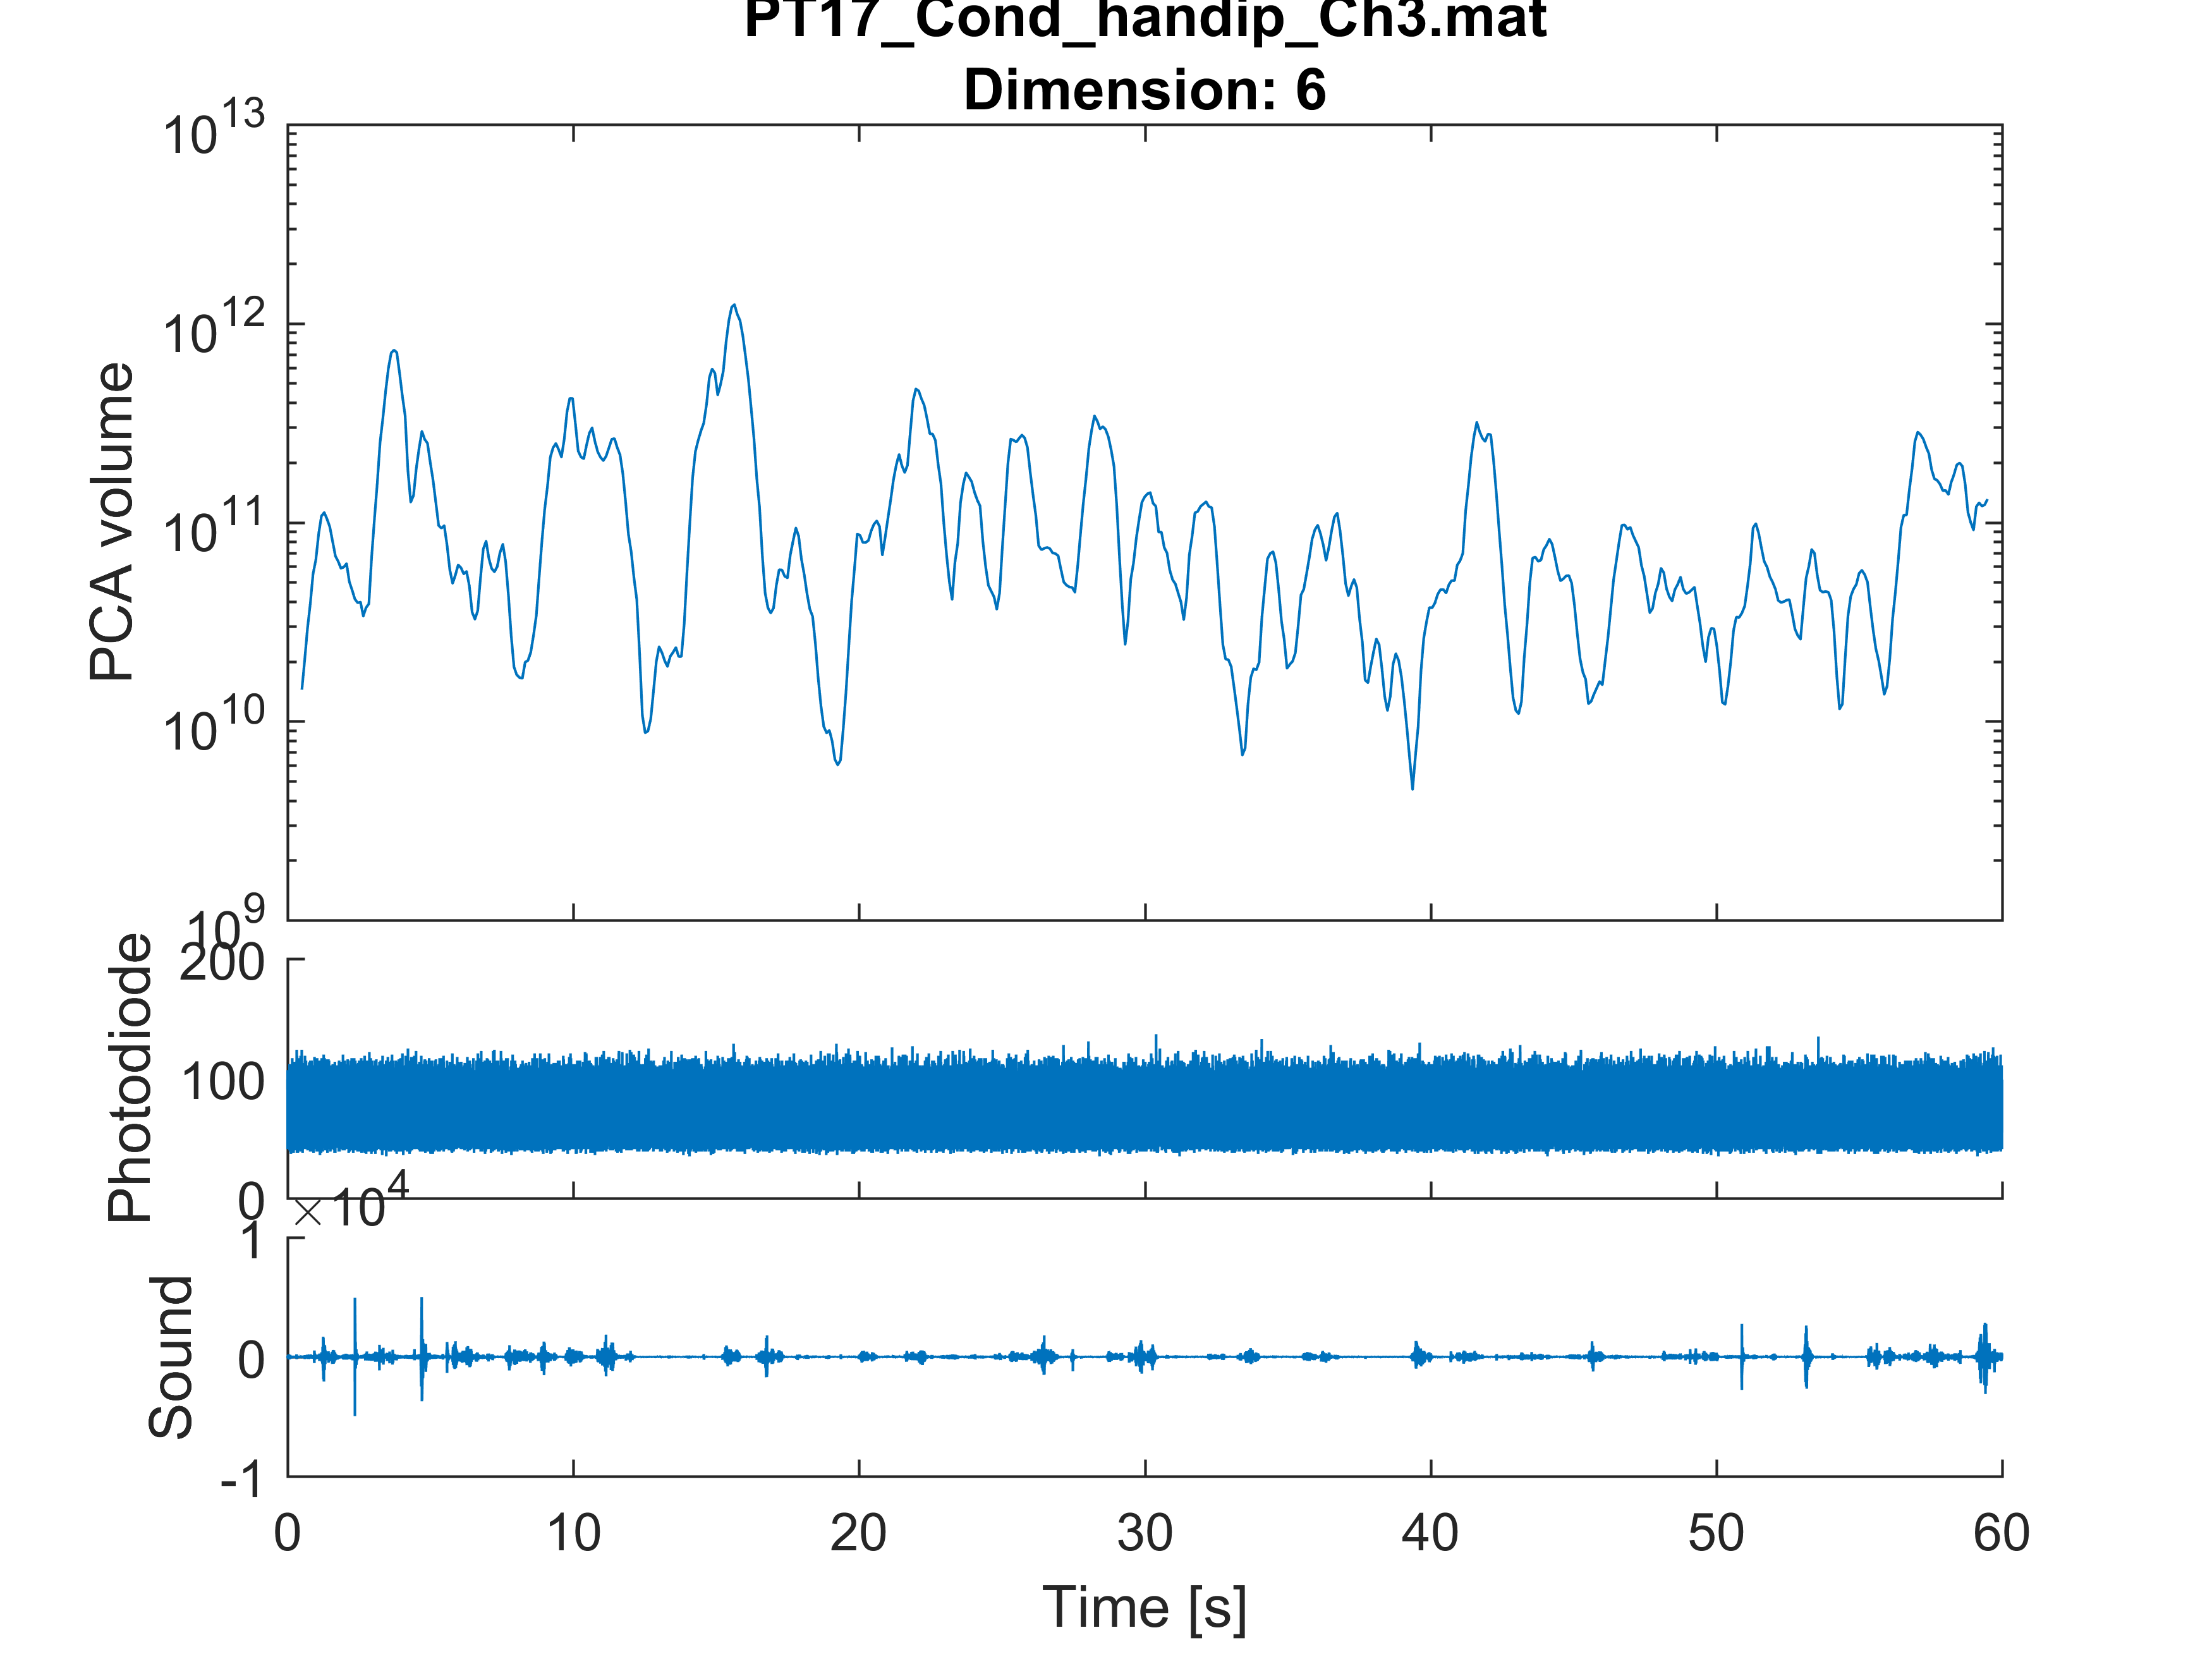 PT17_Cond_handip_Ch3.mat
Dimension: 6
10^13
10^12
10^11
10^10
10^9
PCA volume
200
100
0
Photodiode
×10^4
1
0
-1
Sound
0 10 20 30 40 50 60
Time [s]